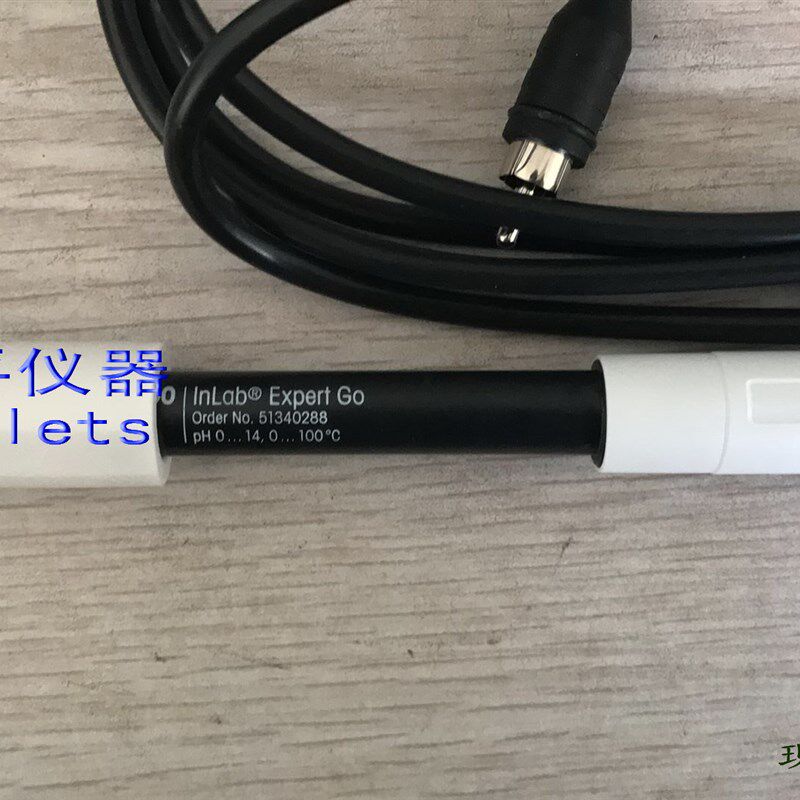 仪器
lets
InLab® Expert Go
Order No. 51340288
pH 0...14, 0...100°C